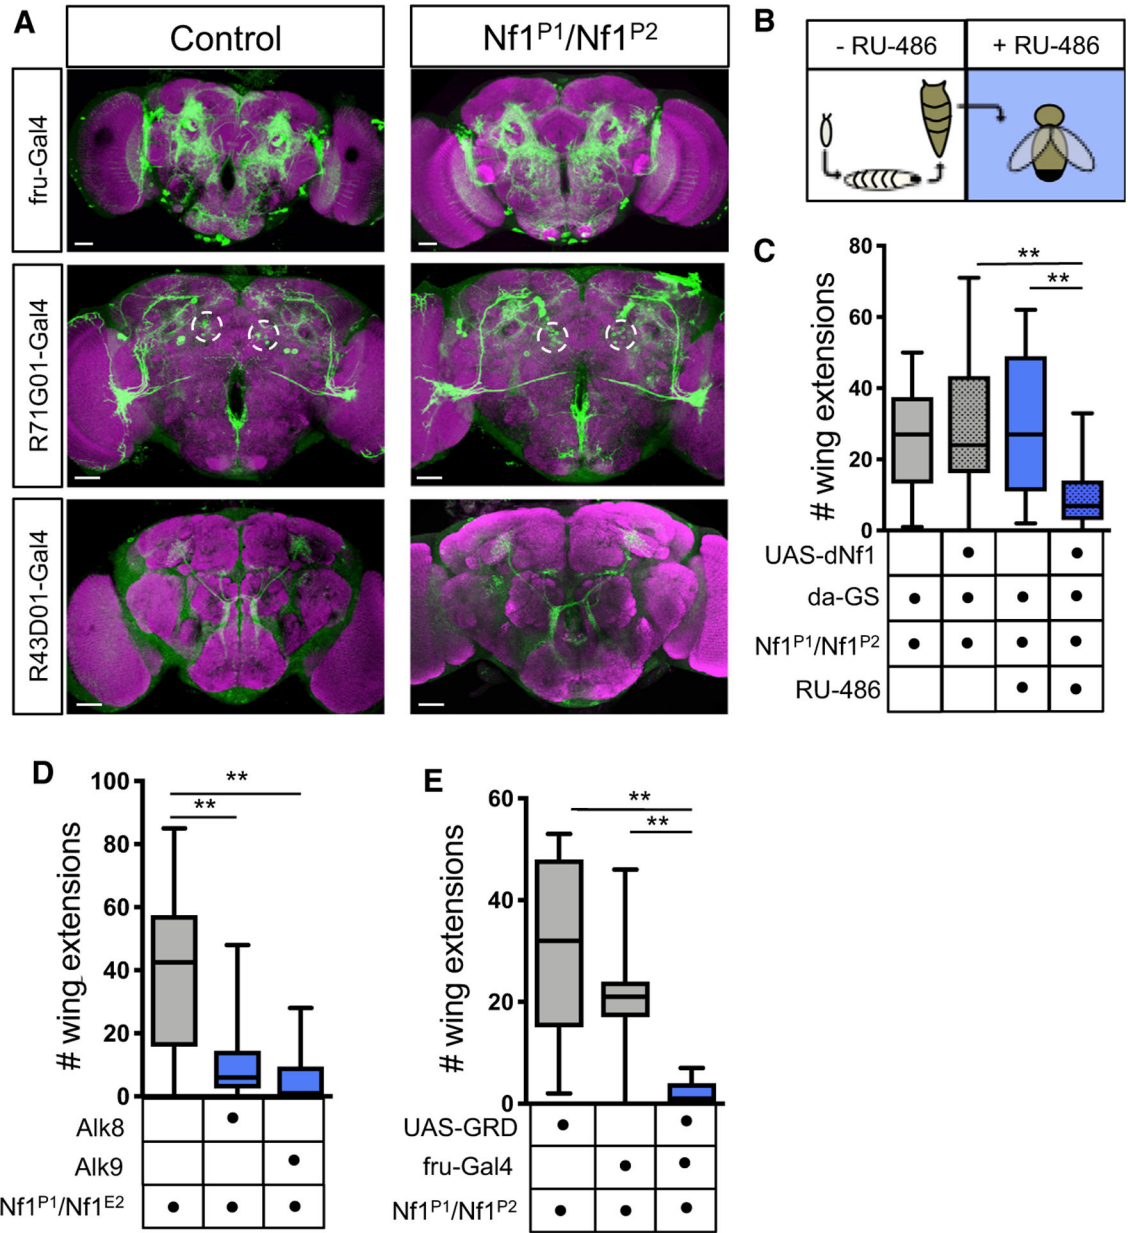 A
Control
Nf1P1/Nf1P2
fru-Gal4
R71G01-Gal4
R43D01-Gal4
B
- RU-486
+ RU-486
C
# wing extensions
80
60
40
20
0
**
**
UAS-dNf1
da-GS
Nf1P1/Nf1P2
RU-486
D
# wing extensions
100
80
60
40
20
0
**
**
Alk8
Alk9
Nf1P1/Nf1E2
E
# wing extensions
60
40
20
0
**
**
UAS-GRD
fru-Gal4
Nf1P1/Nf1P2